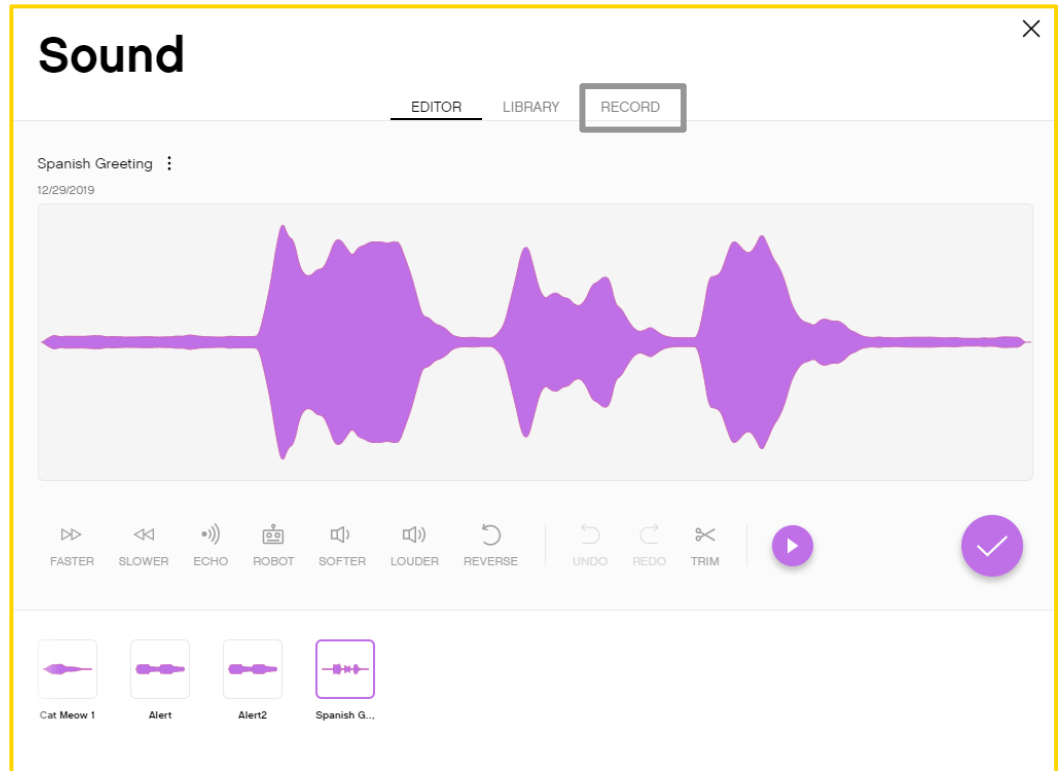 Sound
EDITOR LIBRARY RECORD
Spanish Greeting
12/29/2019
FASTER SLOWER ECHO ROBOT SOFTER LOUDER REVERSE UNDO REDO TRIM
Cat Meow 1 Alert Alert2 Spanish G...